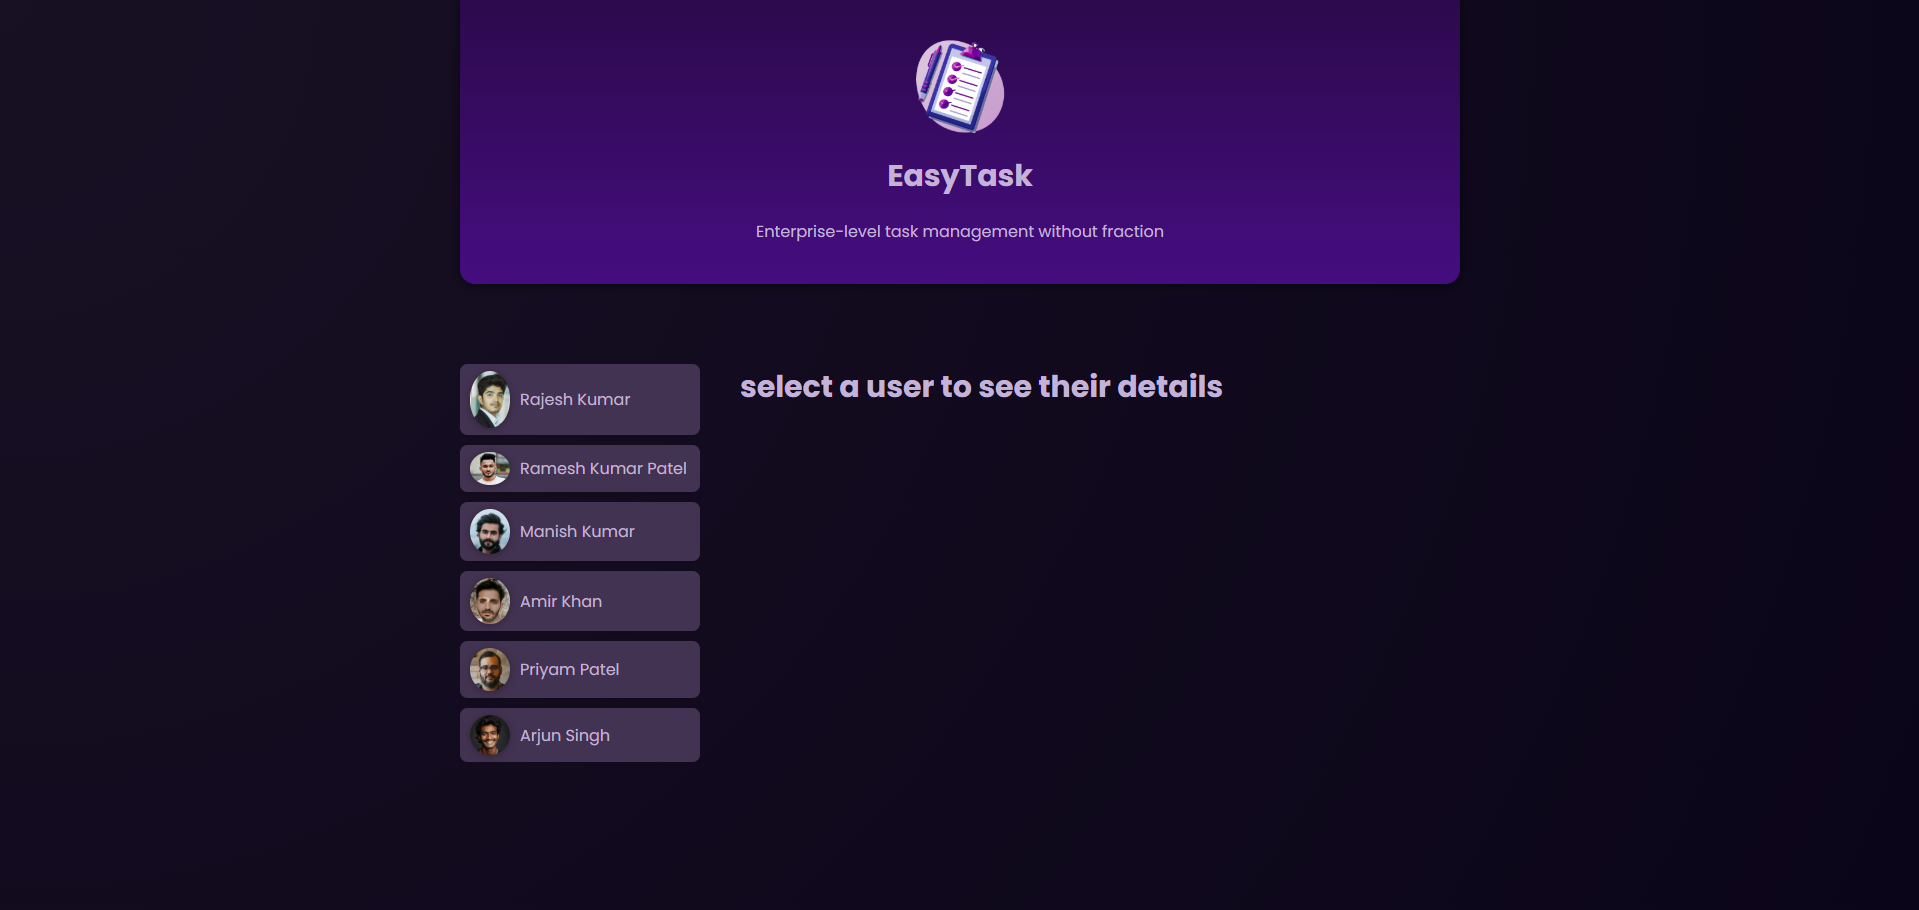 EasyTask
Enterprise-level task management without fraction
Rajesh Kumar
Ramesh Kumar Patel
Manish Kumar
Amir Khan
Priyam Patel
Arjun Singh
select a user to see their details